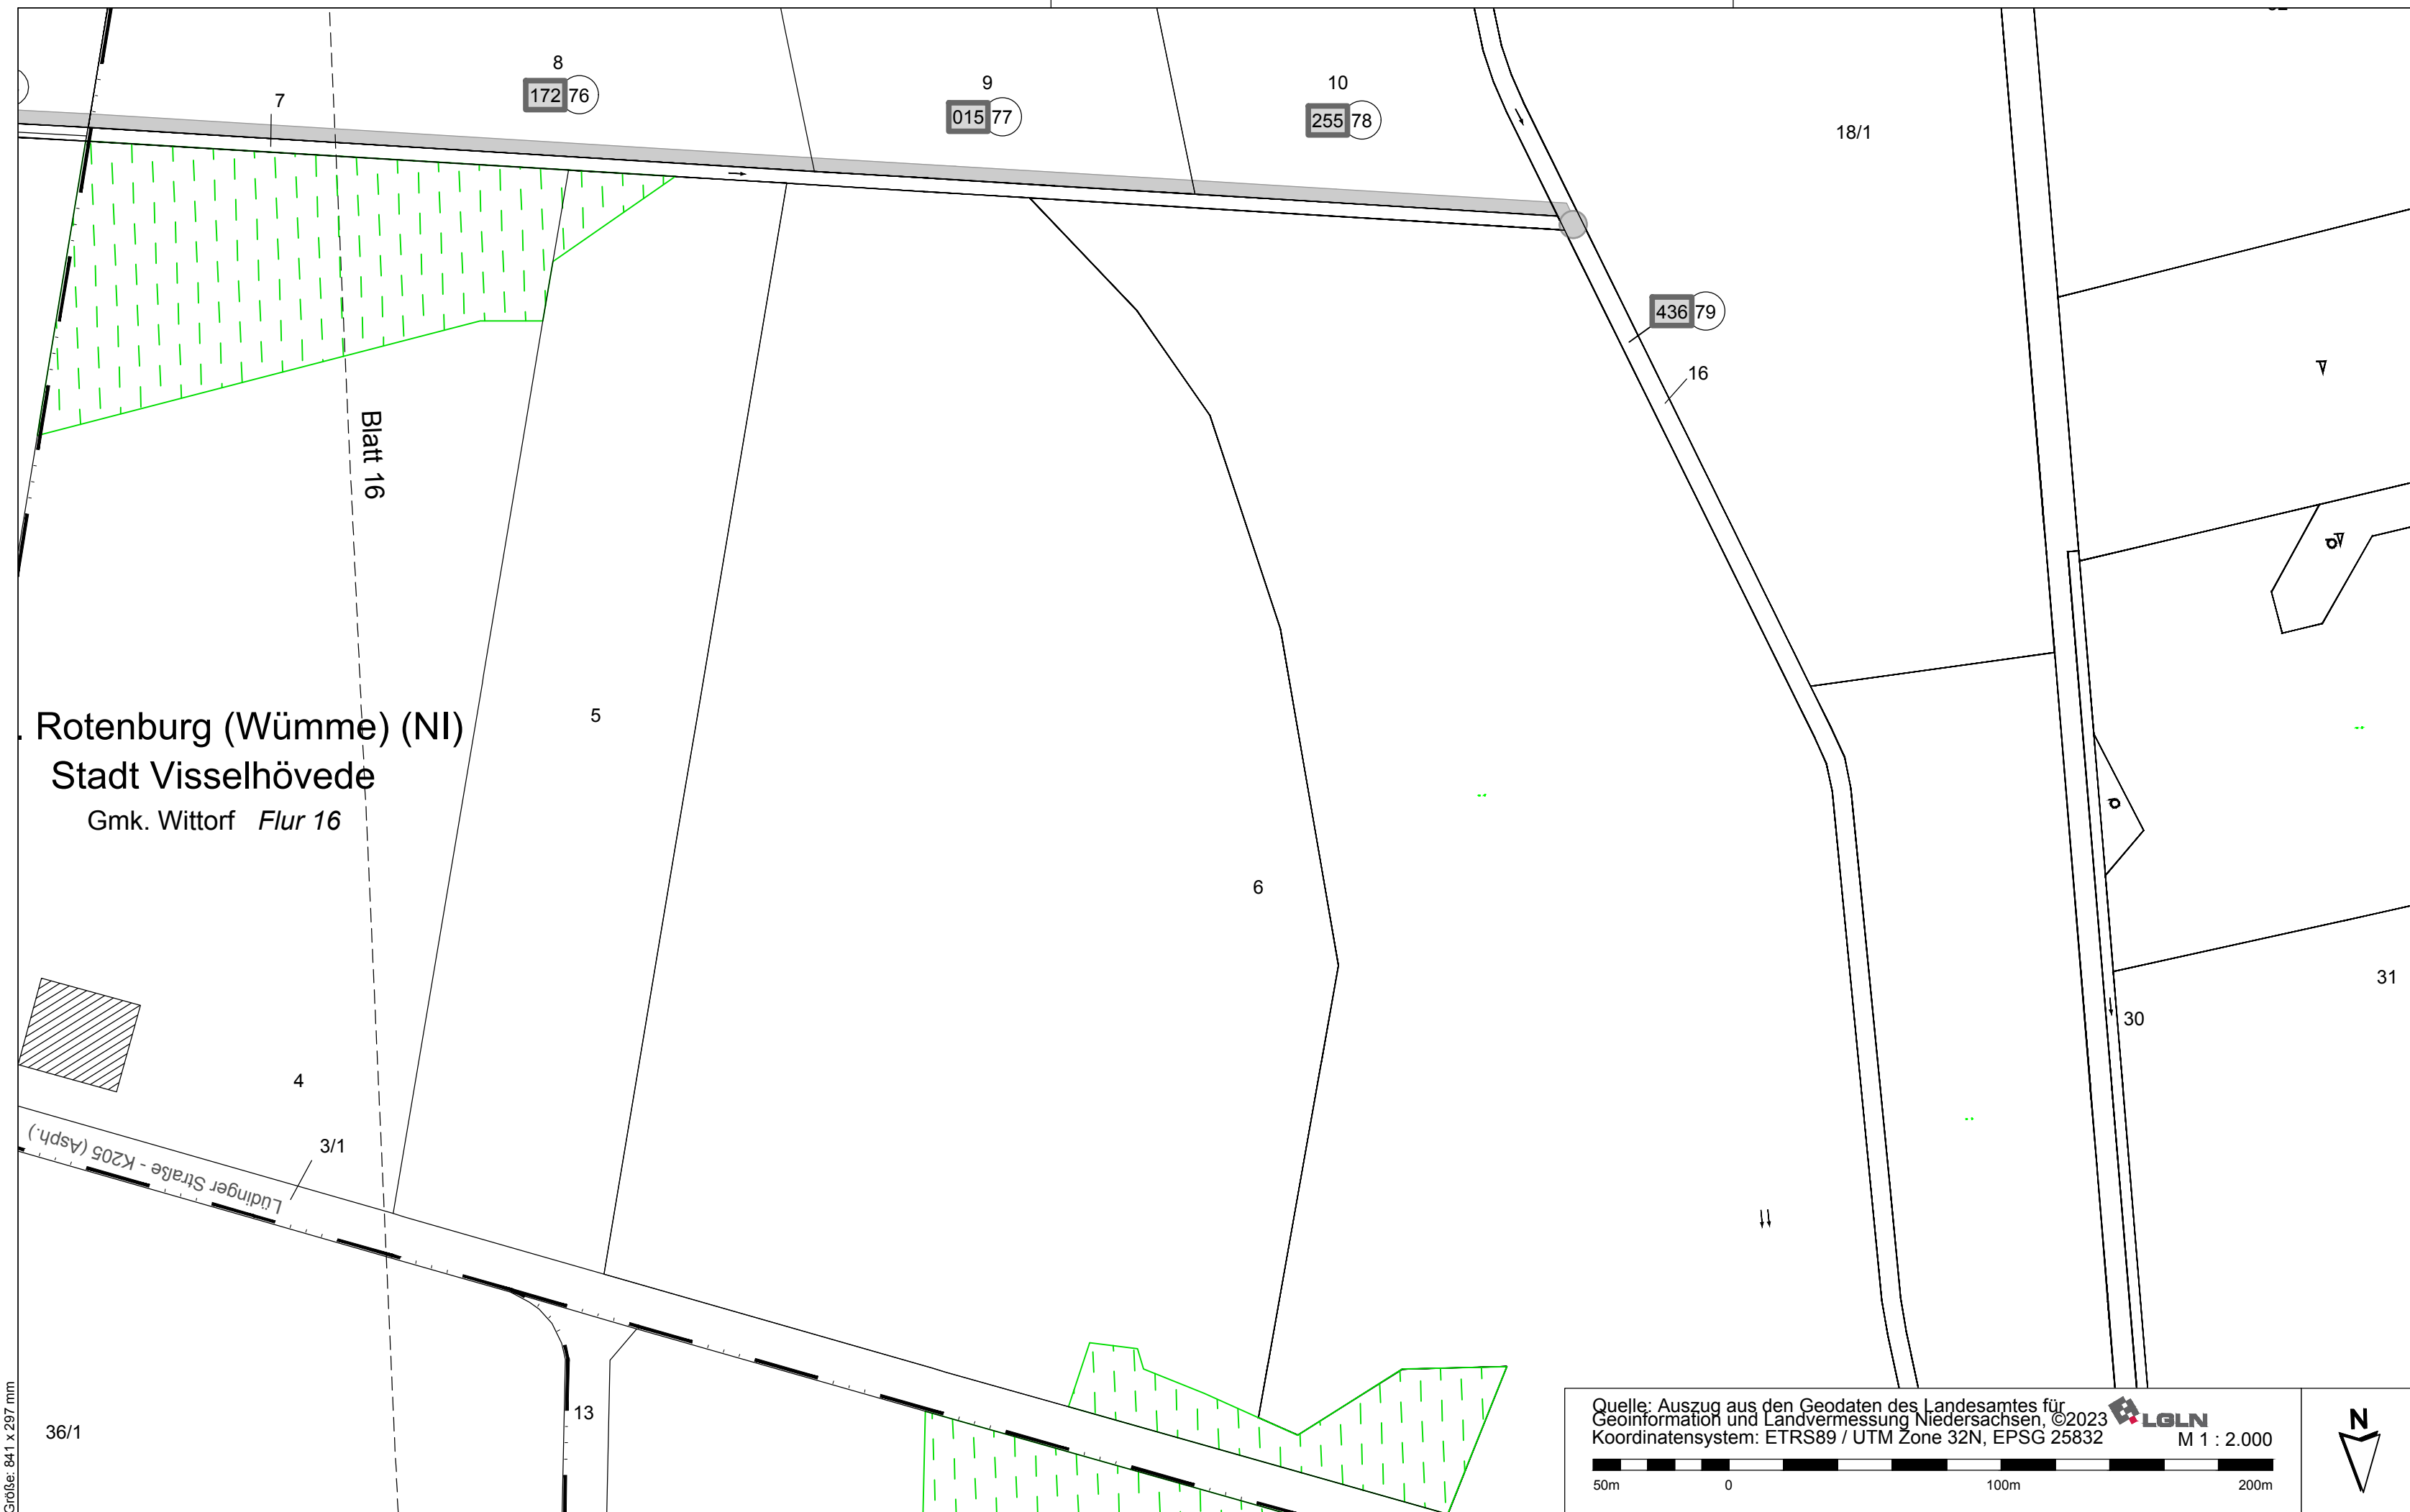 8
172 76
7
9
015 77
10
255 78
18/1
436 79
16
Blatt 16
5
. Rotenburg (Wümme) (NI)
Stadt Visselhövede
Gmk. Wittorf Flur 16
6
31
30
4
3/1
Lüdinger Straße - K205 (Asph.)
13
36/1
Größe: 841 x 297 mm
Quelle: Auszug aus den Geodaten des Landesamtes für
Geoinformation und Landvermessung Niedersachsen, ©2023
LGLN
Koordinatensystem: ETRS89 / UTM Zone 32N, EPSG 25832
M 1 : 2.000
50m 0 100m 200m
N